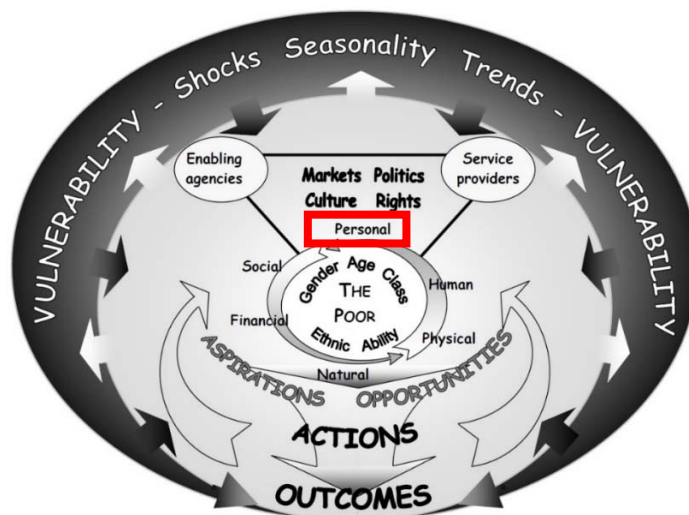 VULNERABILITY - Shocks Seasonality Trends - VULNERABILITY
Enabling
agencies
Service
providers
Markets Politics
Culture Rights
Personal
Social
Human
Gender Age Class
THE
POOR
Ethnic Ability
Financial
Physical
Natural
ASPIRATIONS OPPORTUNITIES
ACTIONS
OUTCOMES